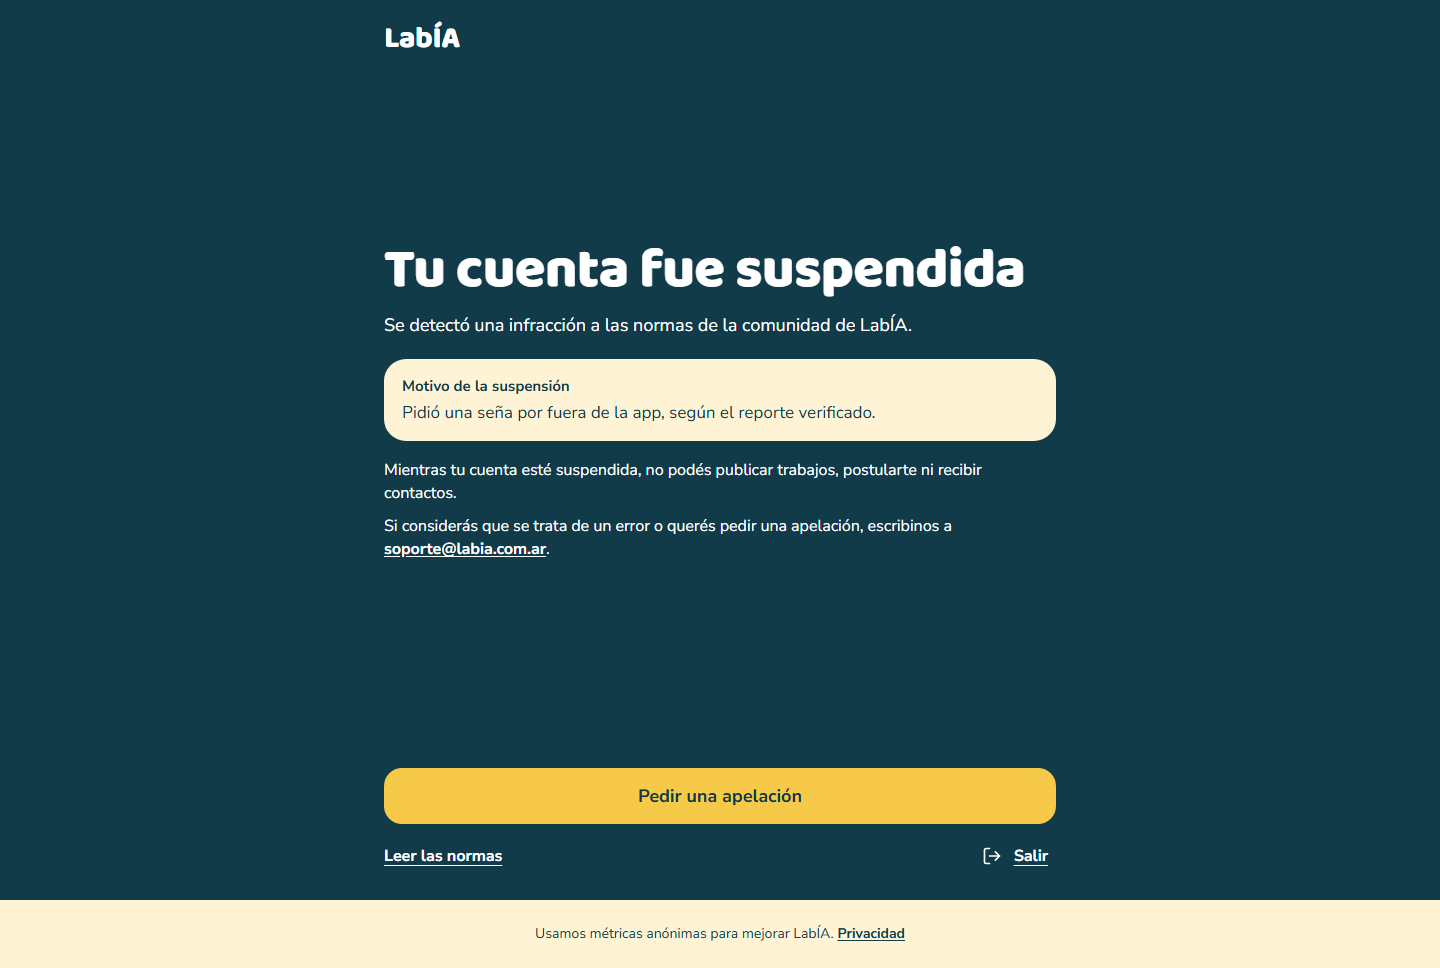 LabÍA
Tu cuenta fue suspendida
Se detectó una infracción a las normas de la comunidad de LabÍA.
Motivo de la suspensión
Pidió una seña por fuera de la app, según el reporte verificado.
Mientras tu cuenta esté suspendida, no podés publicar trabajos, postularte ni recibir
contactos.
Si considerás que se trata de un error o querés pedir una apelación, escribinos a
soporte@labia.com.ar.
Pedir una apelación
Leer las normas
Salir
Usamos métricas anónimas para mejorar LabÍA. Privacidad